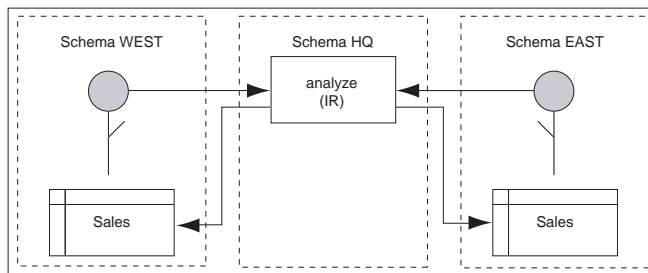 Schema WEST
Schema HQ
Schema EAST
analyze
(IR)
Sales
Sales